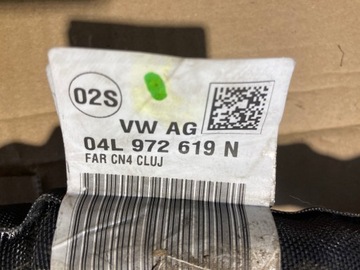 02S
VW AG
04L 972 619 N
FAR CN4 CLUJ